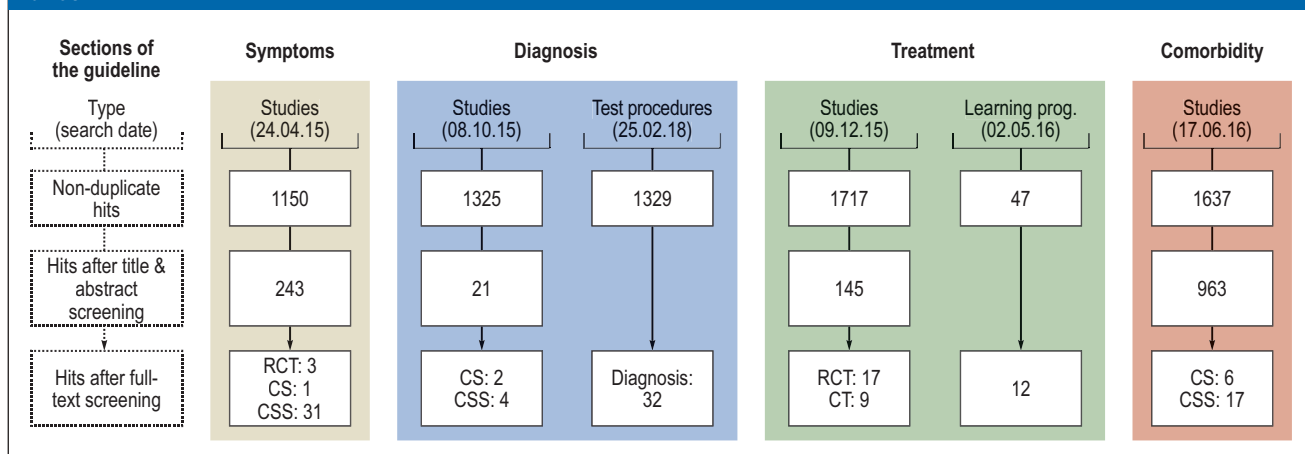 Sections of
the guideline
Symptoms
Diagnosis
Treatment
Comorbidity
Type
(search date)
Studies
(24.04.15)
Studies
(08.10.15)
Test procedures
(25.02.18)
Studies
(09.12.15)
Learning prog.
(02.05.16)
Studies
(17.06.16)
Non-duplicate
hits
1150
1325
1329
1717
47
1637
Hits after title &
abstract
screening
243
21
145
963
Hits after full-
text screening
RCT: 3
CS: 1
CSS: 31
CS: 2
CSS: 4
Diagnosis:
32
RCT: 17
CT: 9
12
CS: 6
CSS: 17